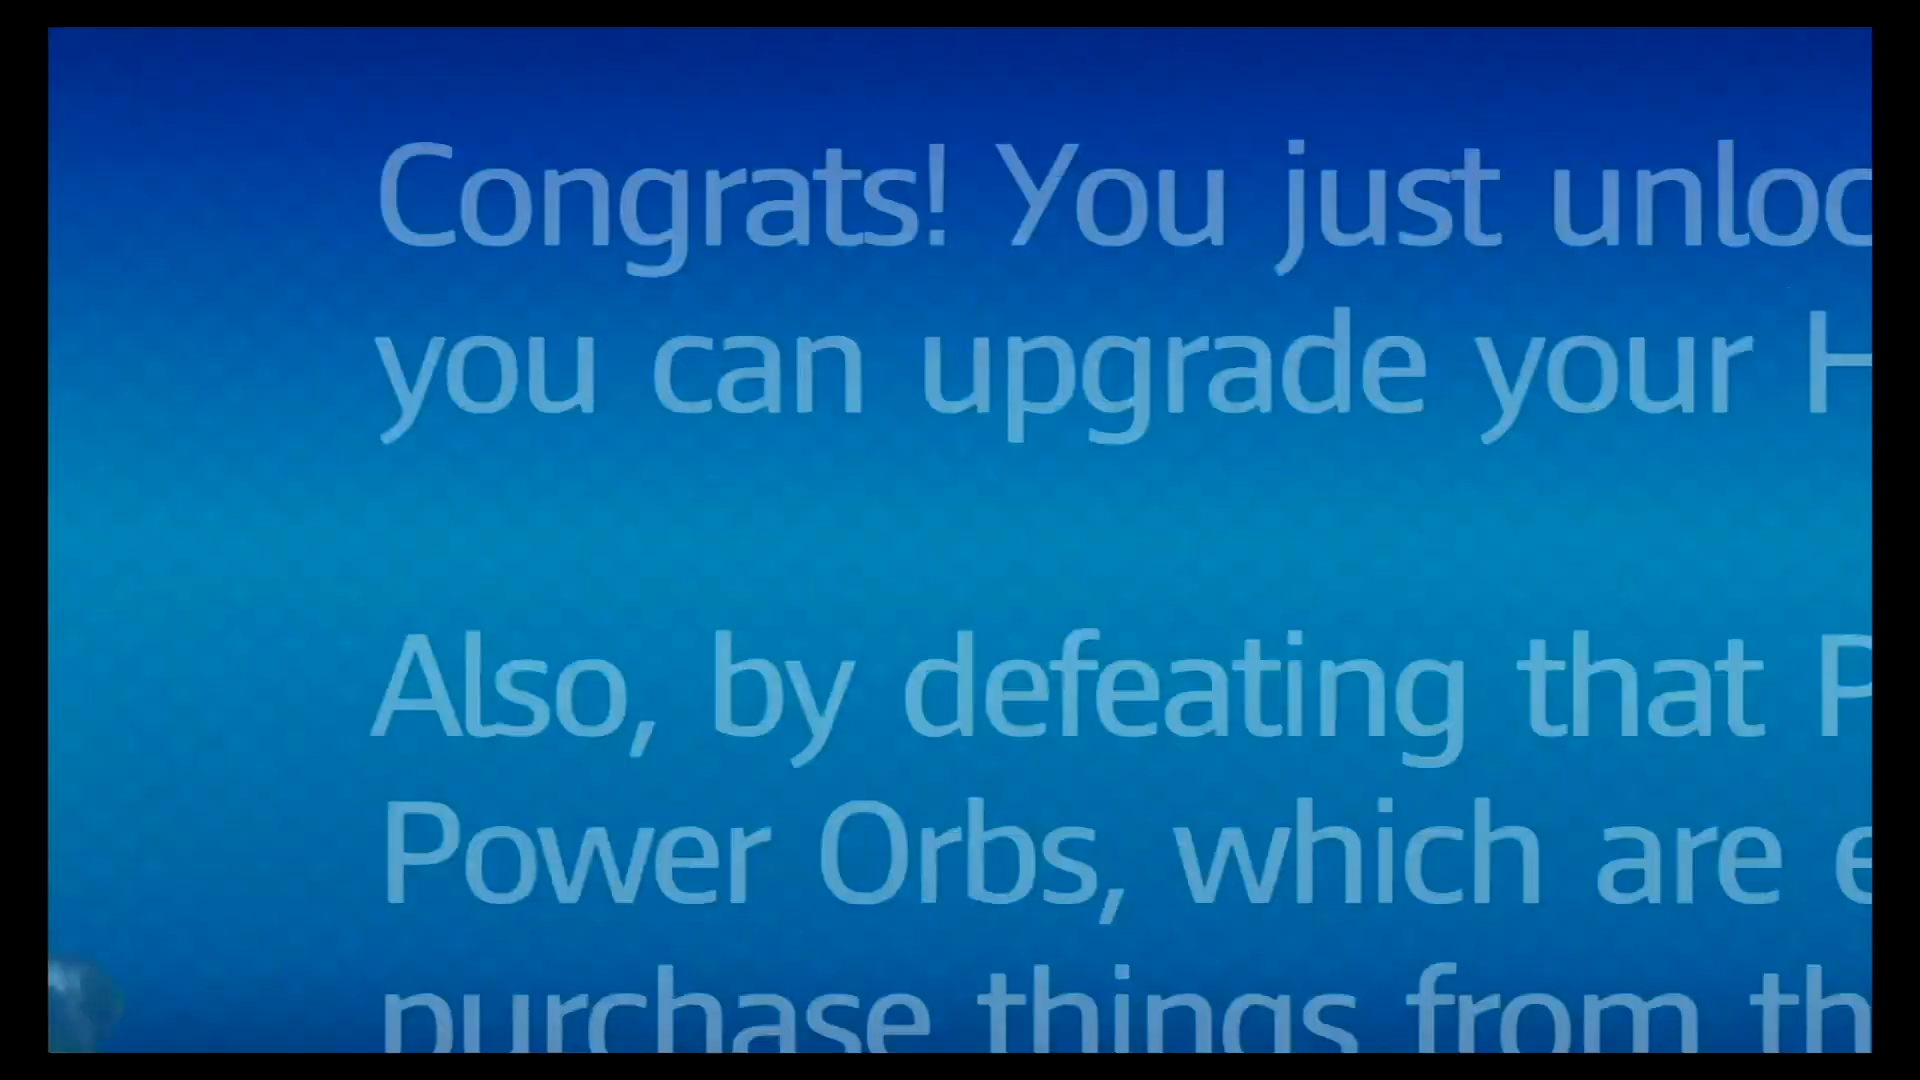 Congrats! You just unloc
you can upgrade your H
Also, by defeating that P
Power Orbs, which are e
purchase things from th